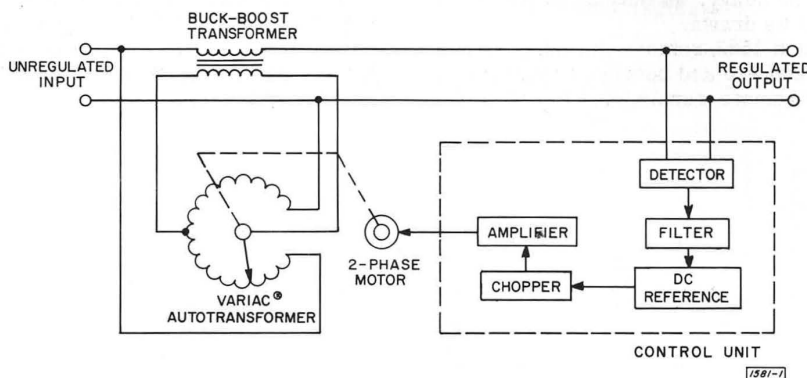 BUCK-BOOST
TRANSFORMER
UNREGULATED
INPUT
REGULATED
OUTPUT
DETECTOR
AMPLIFIER
FILTER
2-PHASE
MOTOR
CHOPPER
DC
REFERENCE
VARIAC®
AUTOTRANSFORMER
CONTROL UNIT
1581-1